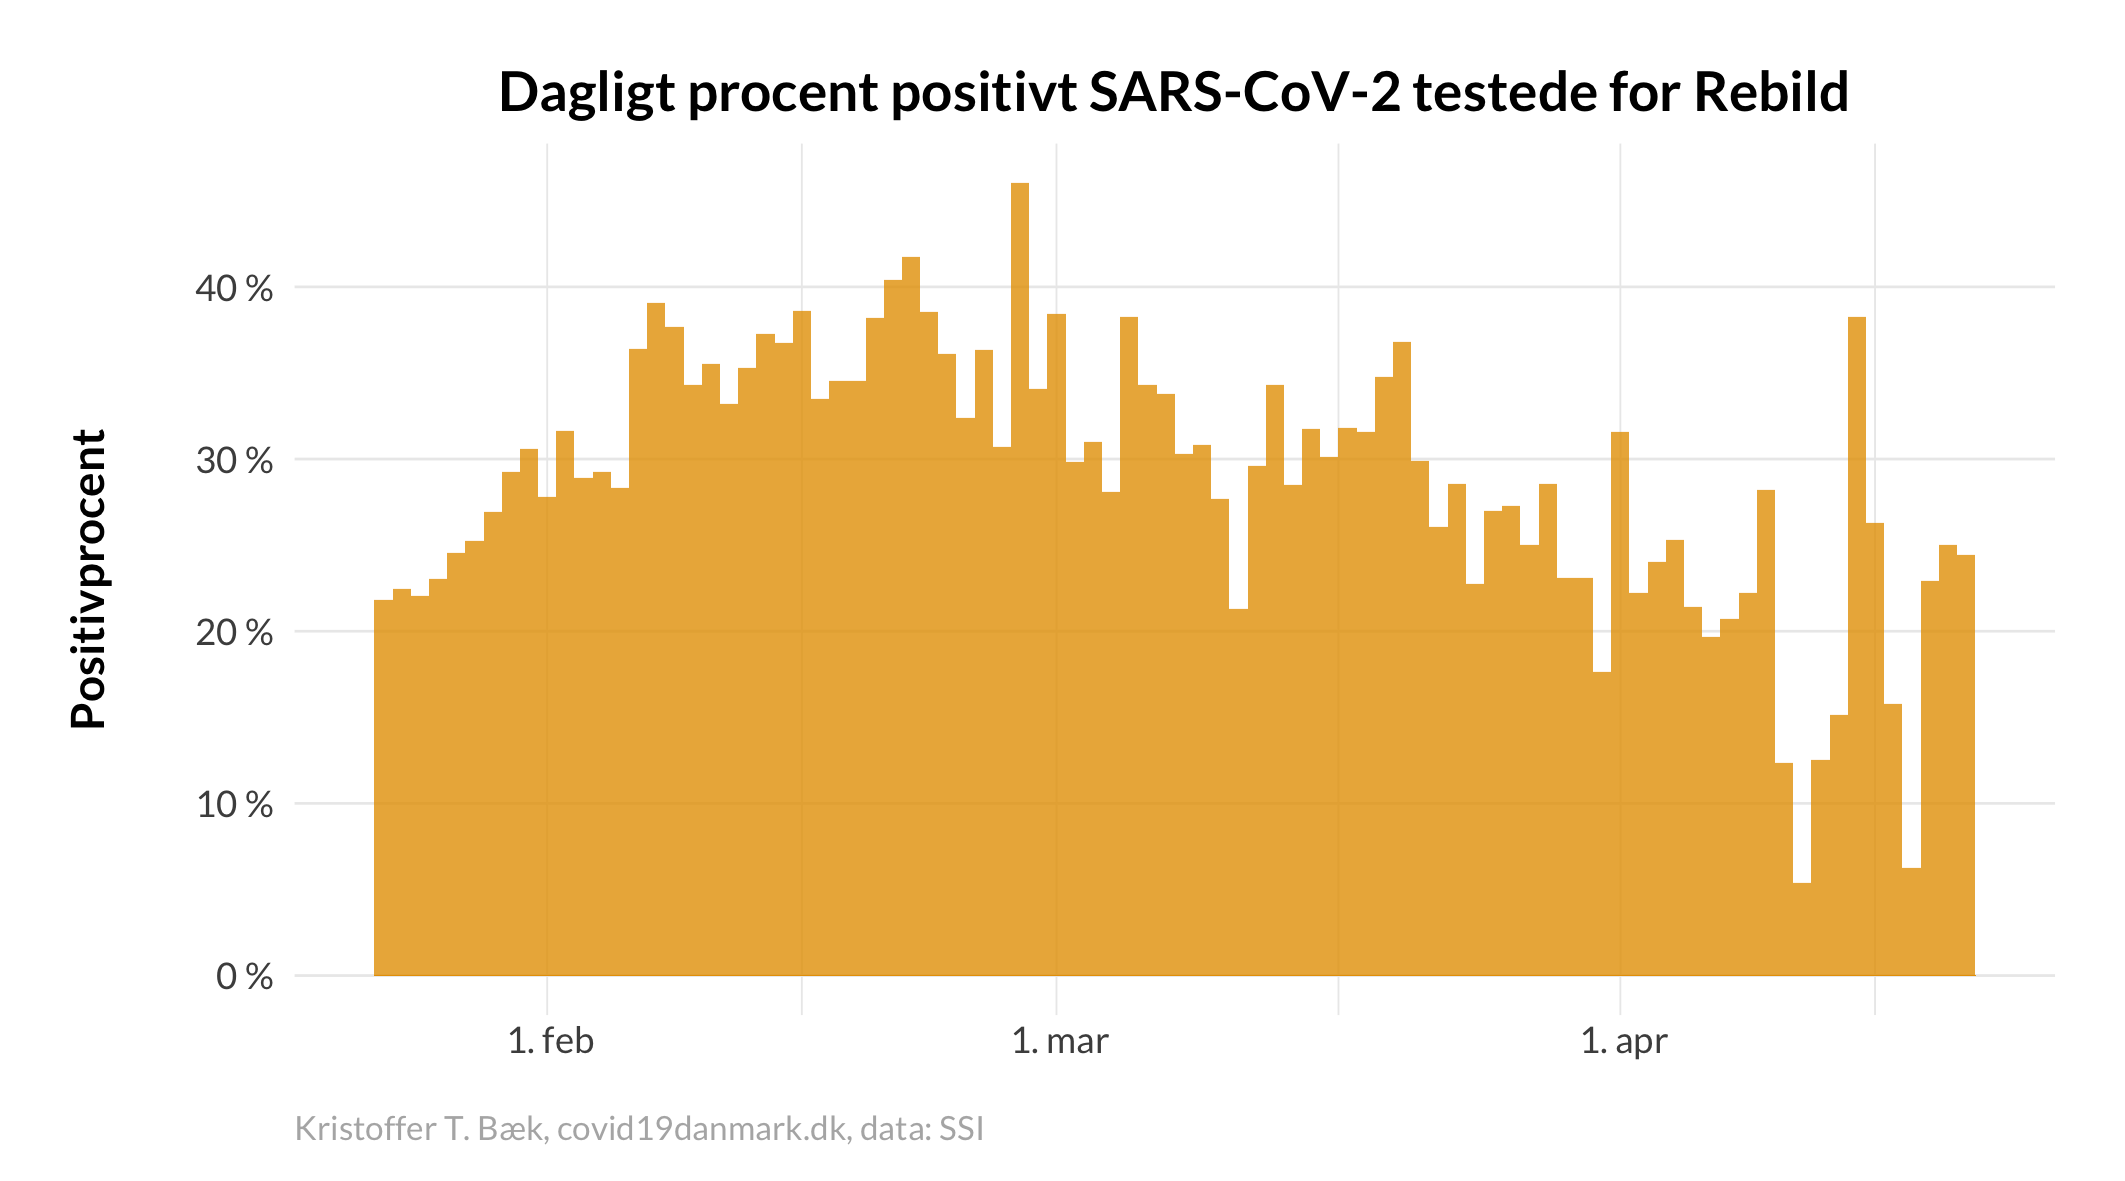 Dagligt procent positivt SARS-CoV-2 testede for Rebild
Positivprocent
40 %
30 %
20 %
10 %
0 %
1. feb
1. mar
1. apr
Kristoffer T. Bæk, covid19danmark.dk, data: SSI